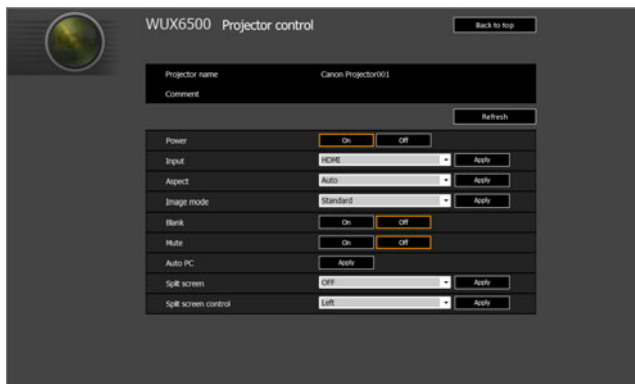 WUX6500 Projector control Back to top
Projector name Canon Projector001
Comment
Refresh
Power On Off
Input HDMI Apply
Aspect Auto Apply
Image mode Standard Apply
Blank On Off
Mute On Off
Auto PC Apply
Split screen OFF Apply
Split screen control Left Apply